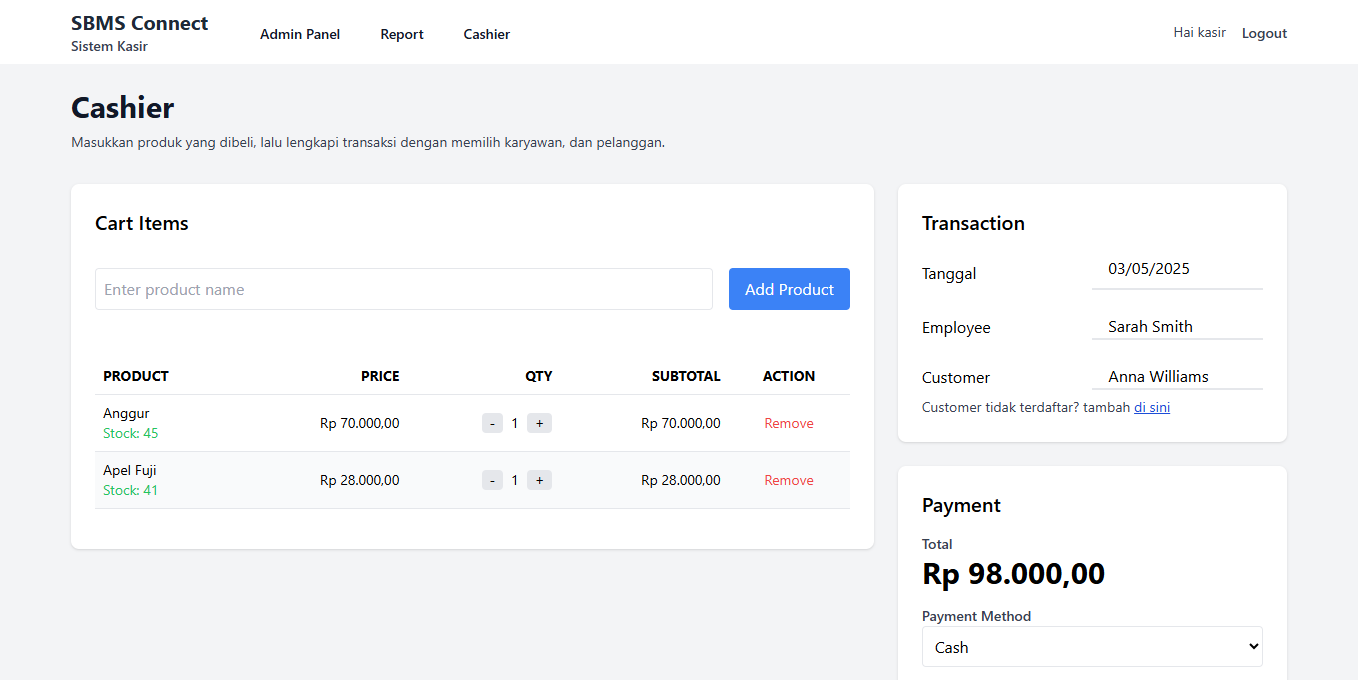 SBMS Connect
Sistem Kasir
Admin Panel
Report
Cashier
Hai kasir
Logout
Cashier
Masukkan produk yang dibeli, lalu lengkapi transaksi dengan memilih karyawan, dan pelanggan.
Cart Items
Enter product name
Add Product
PRODUCT PRICE QTY SUBTOTAL ACTION
Anggur
Stock: 45
Rp 70.000,00 - 1 + Rp 70.000,00 Remove
Apel Fuji
Stock: 41
Rp 28.000,00 - 1 + Rp 28.000,00 Remove
Transaction
Tanggal 03/05/2025
Employee Sarah Smith
Customer Anna Williams
Customer tidak terdaftar? tambah di sini
Payment
Total
Rp 98.000,00
Payment Method
Cash